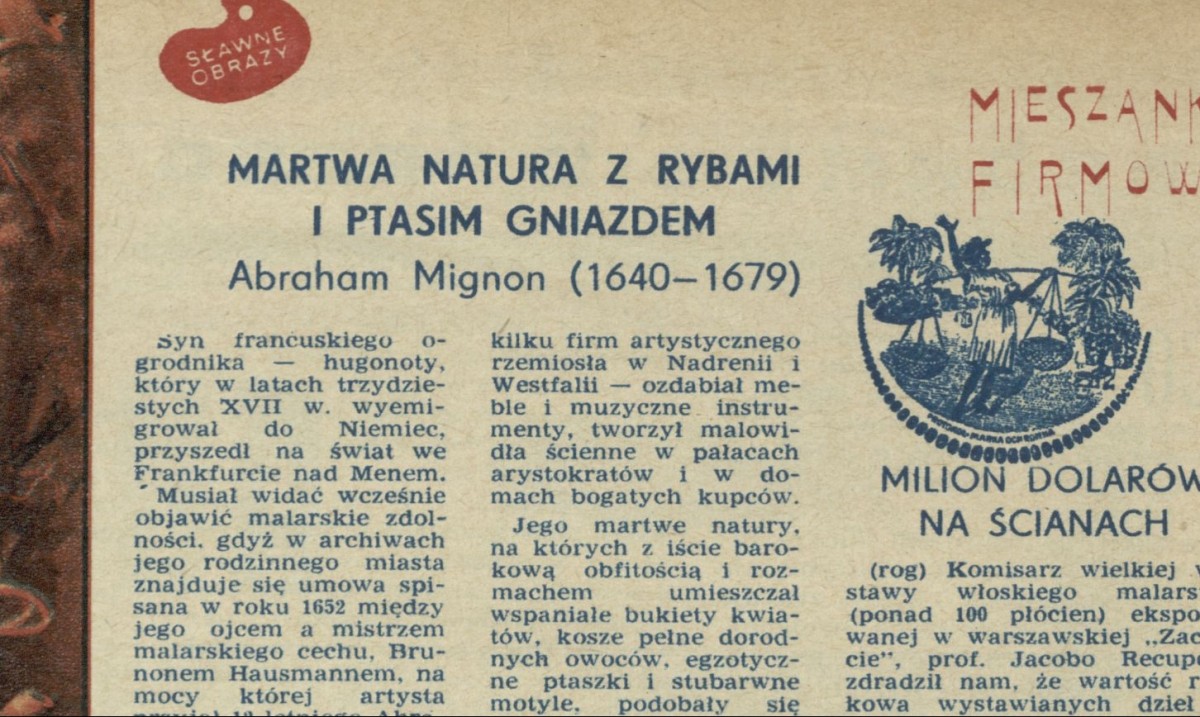 SŁAWNE
OBRAZY
MARTWA NATURA Z RYBAMI
I PTASIM GNIAZDEM
Abraham Mignon (1640—1679)
Syn francuskiego o-
grodnika — hugonoty,
który w latach trzydzie-
stych XVII w. wyemi-
grował do Niemiec,
przyszedł na świat we
Frankfurcie nad Menem.
Musiał widać wcześnie
objawić malarskie zdol-
ności, gdyż w archiwach
jego rodzinnego miasta
znajduje się umowa spi-
sana w roku 1652 między
jego ojcem a mistrzem
malarskiego cechu, Bru-
nonem Hausmannem, na
mocy której artysta
kilku firm artystycznego
rzemiosła w Nadrenii i
Westfalii — ozdabiał me-
ble i muzyczne instru-
menty, tworzył malowi-
dła ścienne w pałacach
arystokratów i w do-
mach bogatych kupców.
Jego martwe natury,
na których z iście baro-
kową obfitością i roz-
machem umieszczał
wspaniałe bukiety kwia-
tów, kosze pełne dorod-
nych owoców, egzotycz-
ne ptaszki i stubarwne
motyle, podobały się
MIESZANK
FIRMOW
MARKA OCHRONNA
MILION DOLARÓW
NA ŚCIANACH
(rog) Komisarz wielkiej w
stawy włoskiego malars
(ponad 100 płócien) ekspo
wanej w warszawskiej „Zac
cie”, prof. Jacobo Recup
zdradził nam, że wartość r
kowa wystawianych dzieł